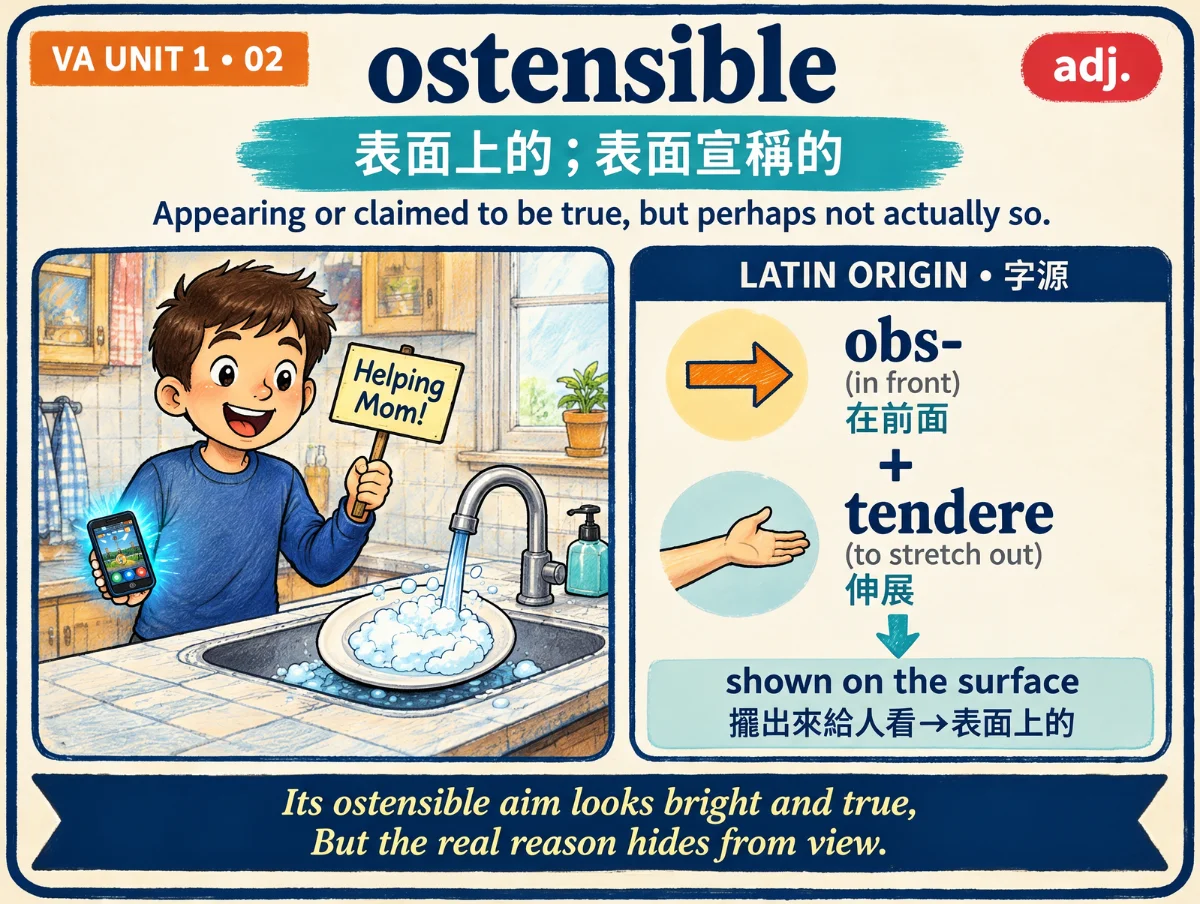 VA UNIT 1 • 02
ostensible
adj.
表面上的；表面宣稱的
Appearing or claimed to be true, but perhaps not actually so.
Helping
Mom!
LATIN ORIGIN • 字源
obs-
(in front)
在前面
+
tendere
(to stretch out)
伸展
shown on the surface
擺出來給人看→表面上的
Its ostensible aim looks bright and true,
But the real reason hides from view.